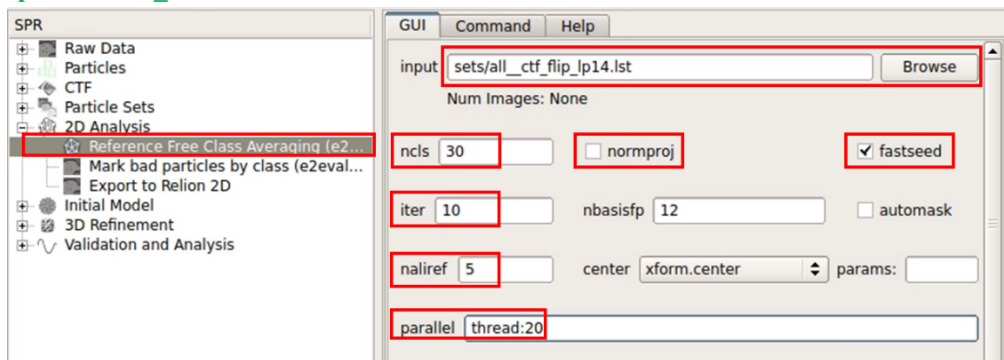 SPR
Raw Data
Particles
CTF
Particle Sets
2D Analysis
Reference Free Class Averaging (e2...
Mark bad particles by class (e2eval...
Export to Relion 2D
Initial Model
3D Refinement
Validation and Analysis
GUI Command Help
input sets/all__ctf_flip_lp14.lst Browse
Num Images: None
ncls 30 normproj fastseed
iter 10 nbasisfp 12 automask
naliref 5 center xform.center params:
parallel thread:20